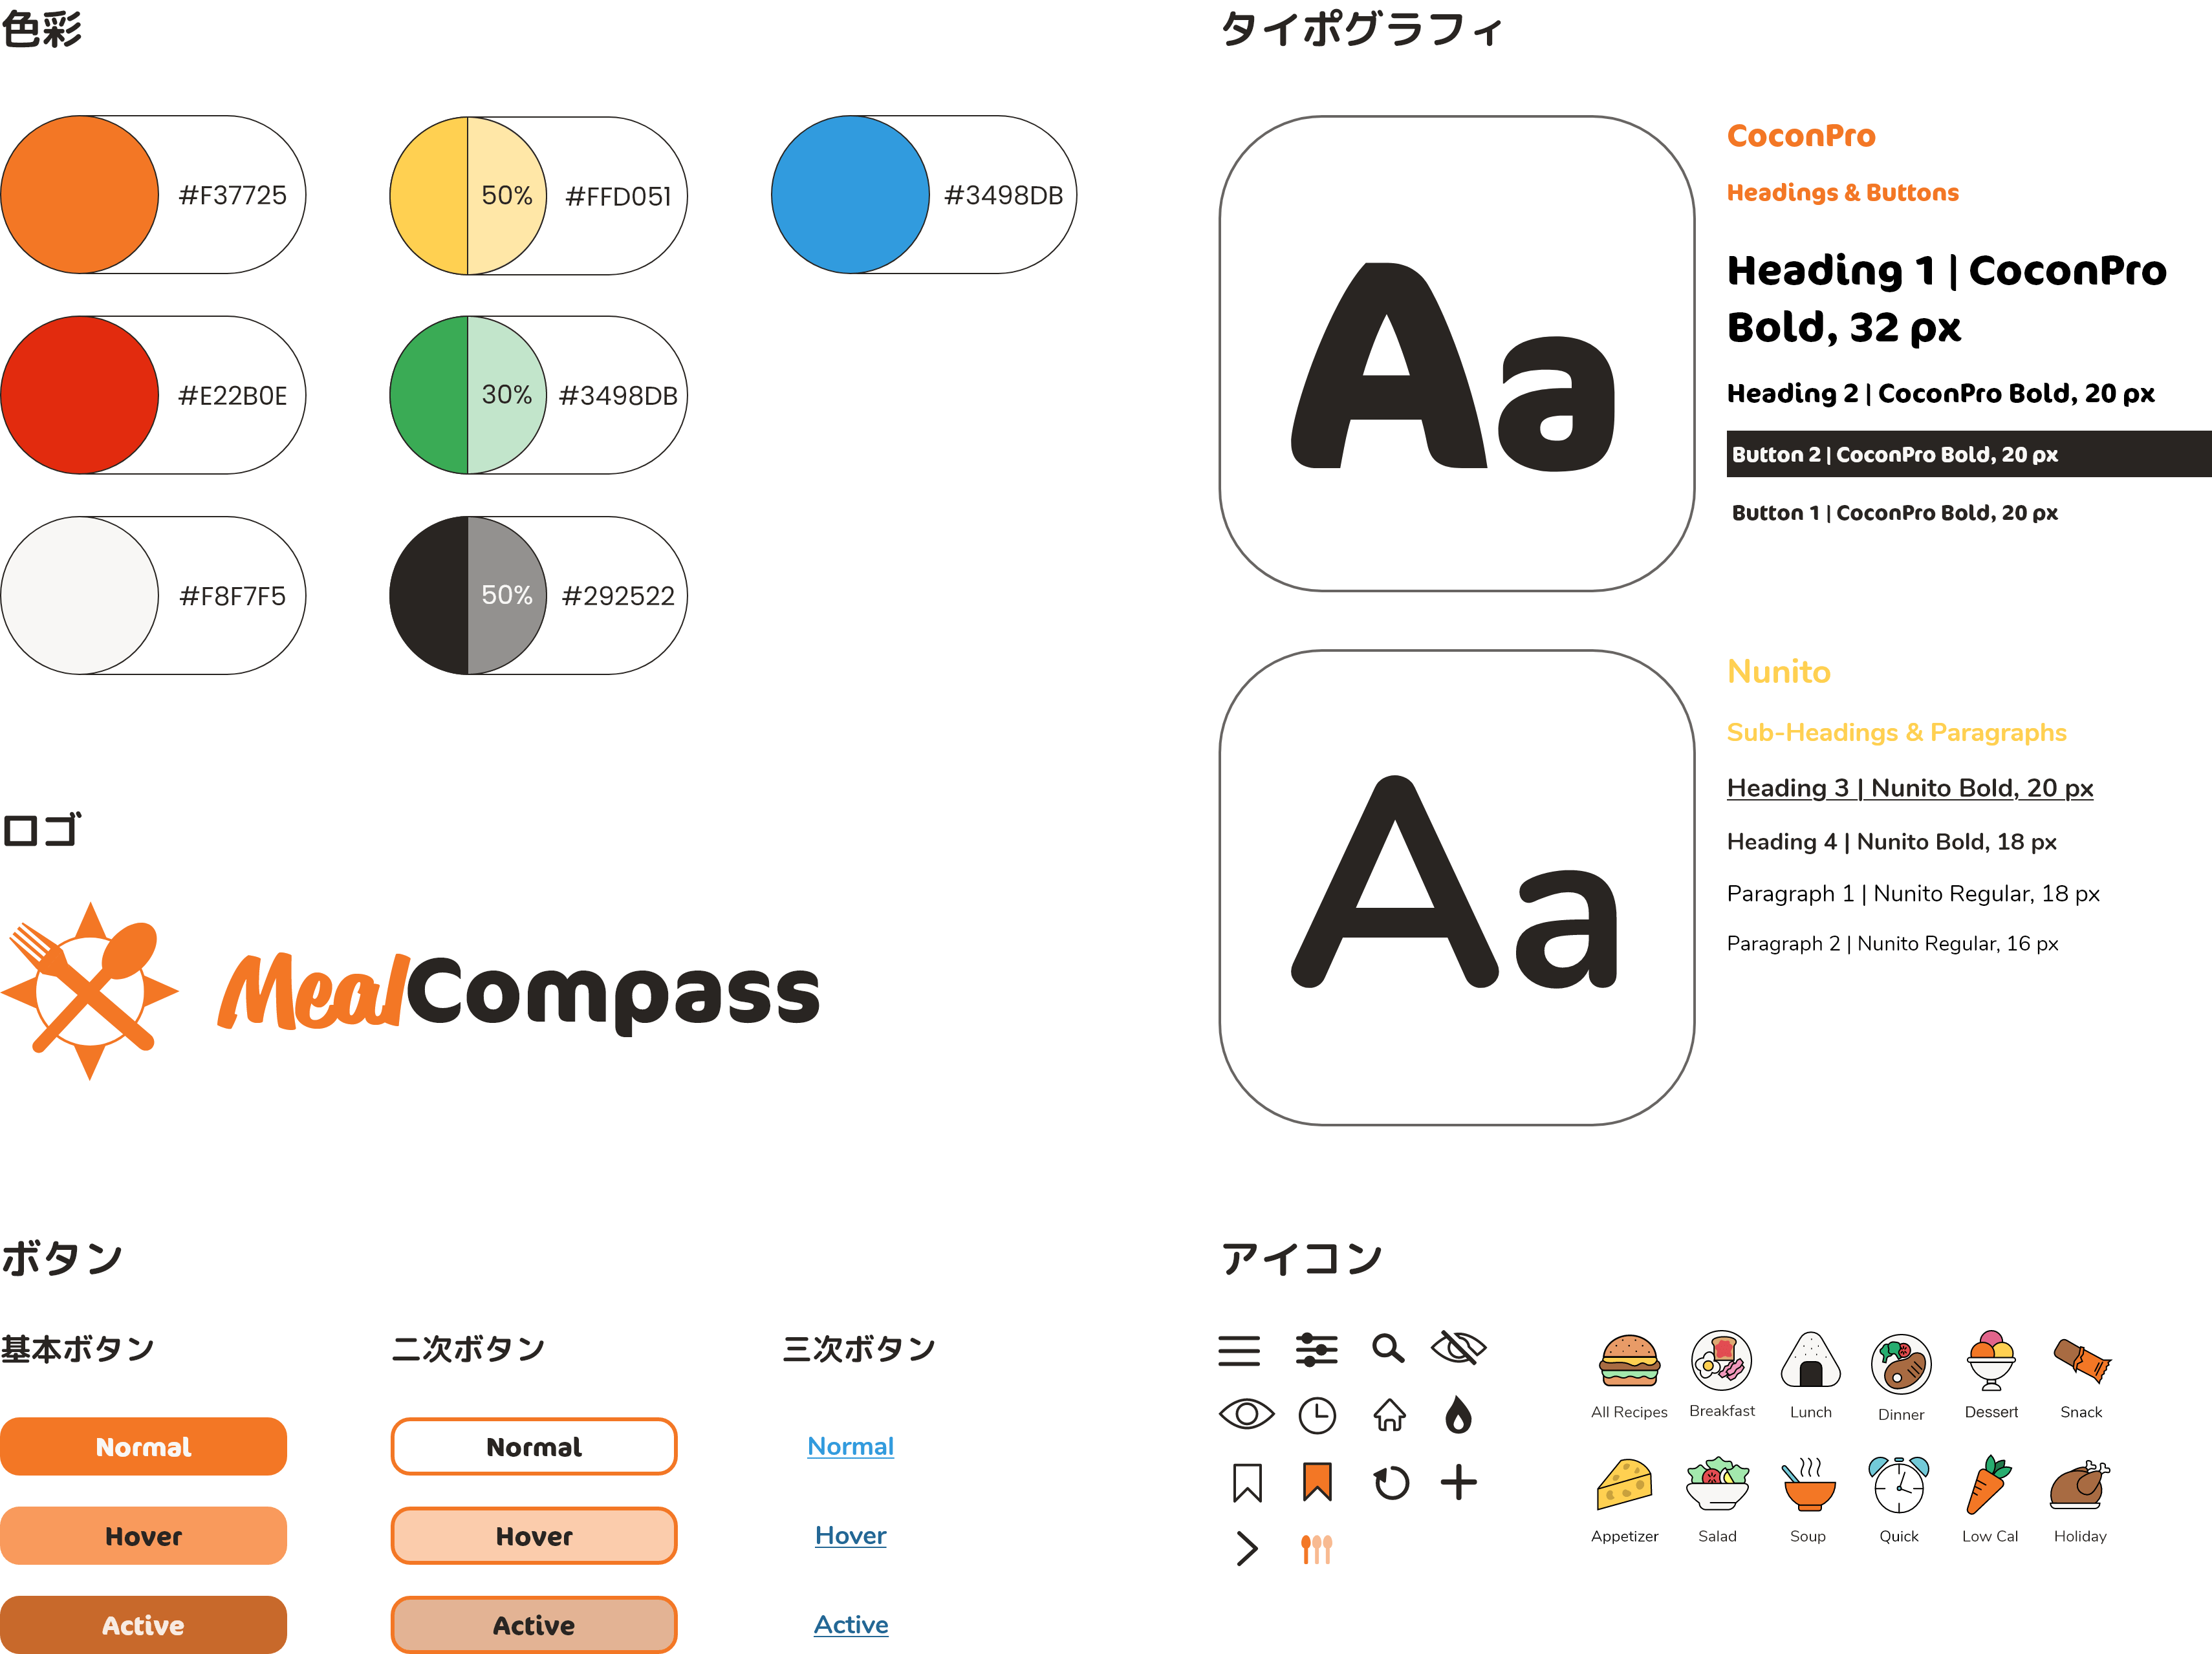 色彩
#F37725
50%
#FFD051
#3498DB
#E22B0E
30%
#3498DB
#F8F7F5
50%
#292522
ロゴ
MealCompass
タイポグラフィ
Aa
CoconPro
Headings & Buttons
Heading 1 | CoconPro
Bold, 32 px
Heading 2 | CoconPro Bold, 20 px
Button 2 | CoconPro Bold, 20 px
Button 1 | CoconPro Bold, 20 px
Aa
Nunito
Sub-Headings & Paragraphs
Heading 3 | Nunito Bold, 20 px
Heading 4 | Nunito Bold, 18 px
Paragraph 1 | Nunito Regular, 18 px
Paragraph 2 | Nunito Regular, 16 px
ボタン
基本ボタン
Normal
Hover
Active
二次ボタン
Normal
Hover
Active
三次ボタン
Normal
Hover
Active
アイコン
All Recipes
Breakfast
Lunch
Dinner
Dessert
Snack
Appetizer
Salad
Soup
Quick
Low Cal
Holiday